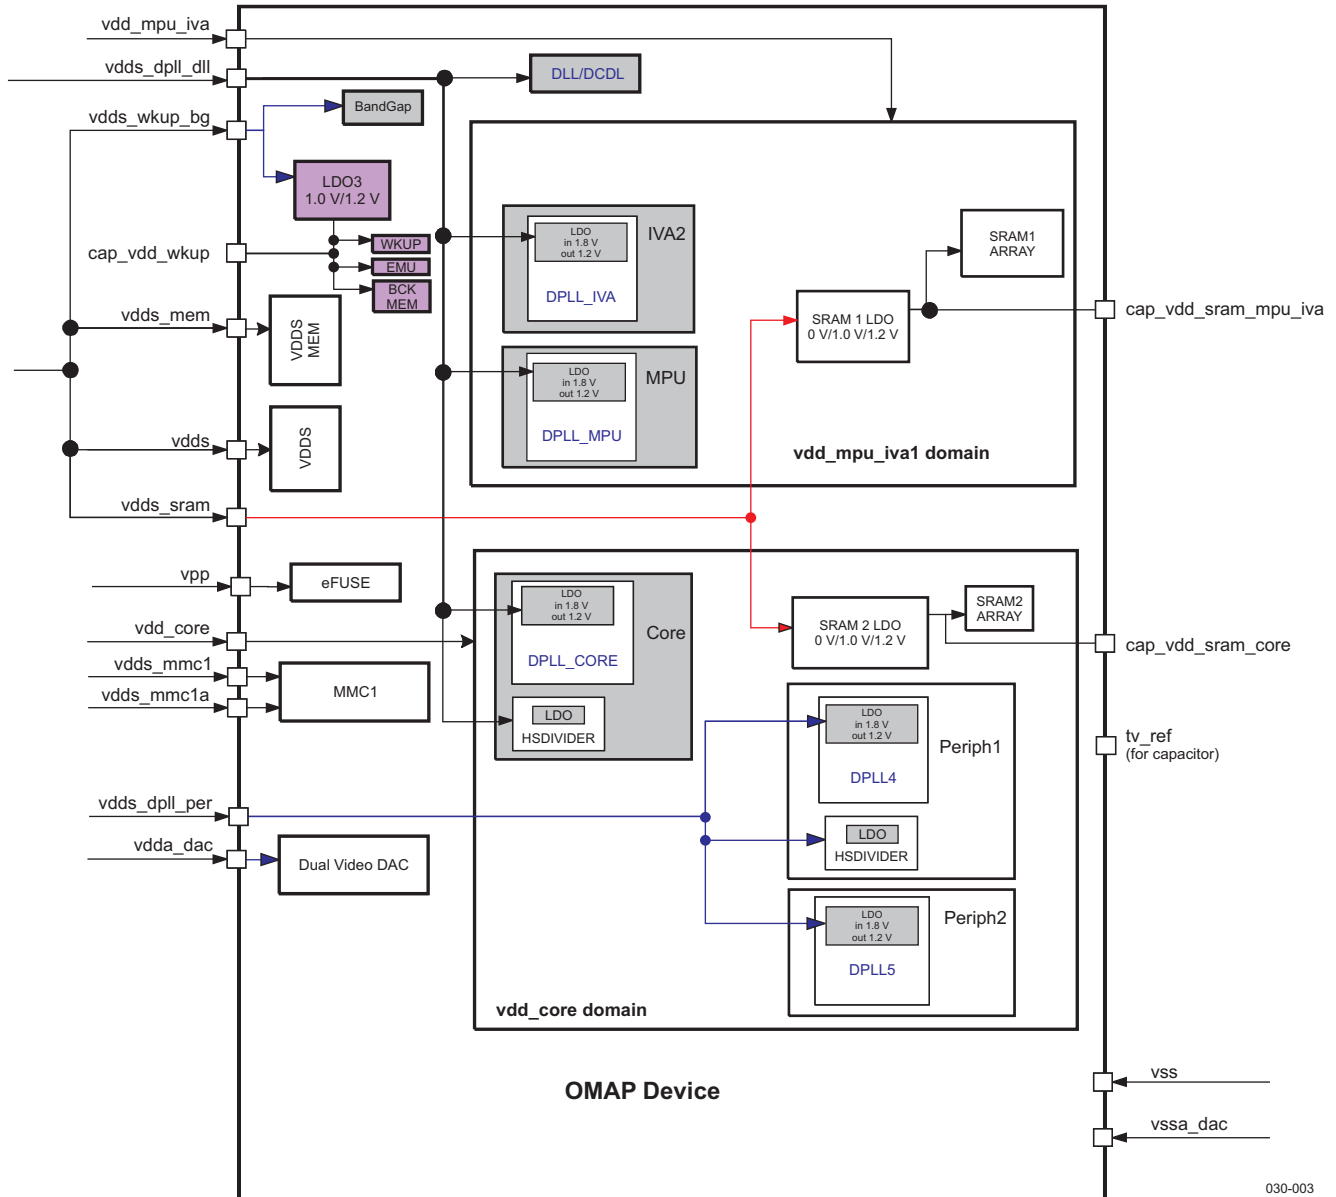 vdd_mpu_iva
vdds_dpll_dll
DLL/DCDL
BandGap
vdds_wkup_bg
LDO3
1.0 V/1.2 V
cap_vdd_wkup
WKUP
EMU
BCK
MEM
vdds_mem
VDDS
MEM
vdds
VDDS
vdds_sram
LDO
in 1.8 V
out 1.2 V
IVA2
DPLL_IVA
LDO
in 1.8 V
out 1.2 V
MPU
DPLL_MPU
SRAM1
ARRAY
SRAM 1 LDO
0 V/1.0 V/1.2 V
cap_vdd_sram_mpu_iva
vdd_mpu_iva1 domain
vpp
eFUSE
vdd_core
vdds_mmc1
vdds_mmc1a
MMC1
LDO
in 1.8 V
out 1.2 V
Core
DPLL_CORE
LDO
HSDIVIDER
SRAM 2 LDO
0 V/1.0 V/1.2 V
SRAM2
ARRAY
cap_vdd_sram_core
LDO
in 1.8 V
out 1.2 V
Periph1
DPLL4
LDO
HSDIVIDER
tv_ref
(for capacitor)
vdds_dpll_per
vdda_dac
Dual Video DAC
LDO
in 1.8 V
out 1.2 V
Periph2
DPLL5
vdd_core domain
OMAP Device
vss
vssa_dac
030-003